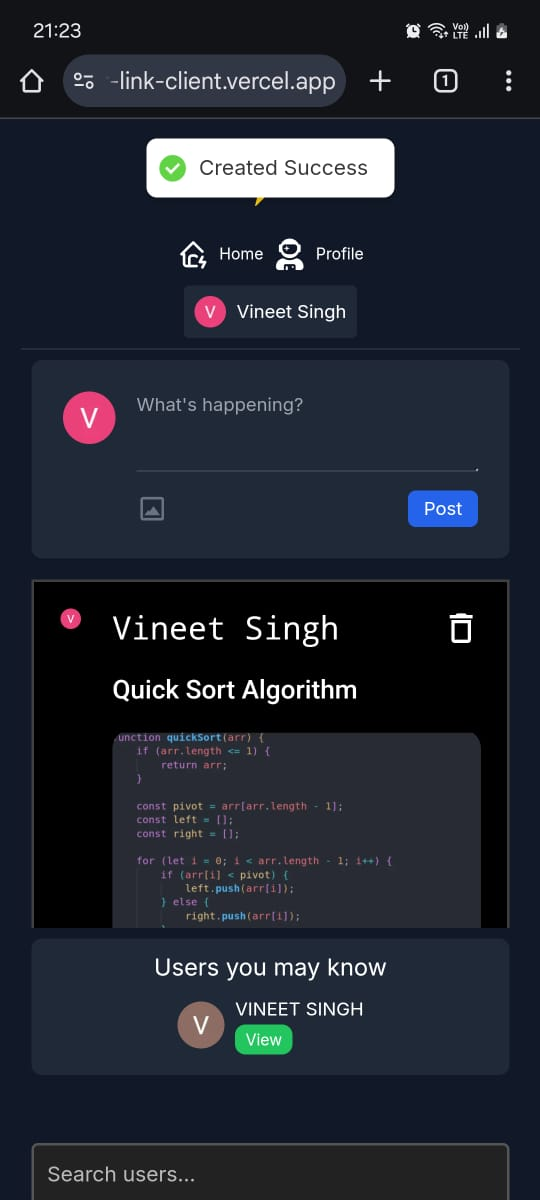 21:23
Vo) LTE
-link-client.vercel.app
1
Created Success
Home Profile
V Vineet Singh
V
What's happening?
Post
V
Vineet Singh
Quick Sort Algorithm
unction quickSort(arr) {
if (arr.length <= 1) {
return arr;
}
const pivot = arr[arr.length - 1];
const left = [];
const right = [];
for (let i = 0; i < arr.length - 1; i++) {
if (arr[i] < pivot) {
left.push(arr[i]);
} else {
right.push(arr[i]);
Users you may know
V
VINEET SINGH
View
Search users...